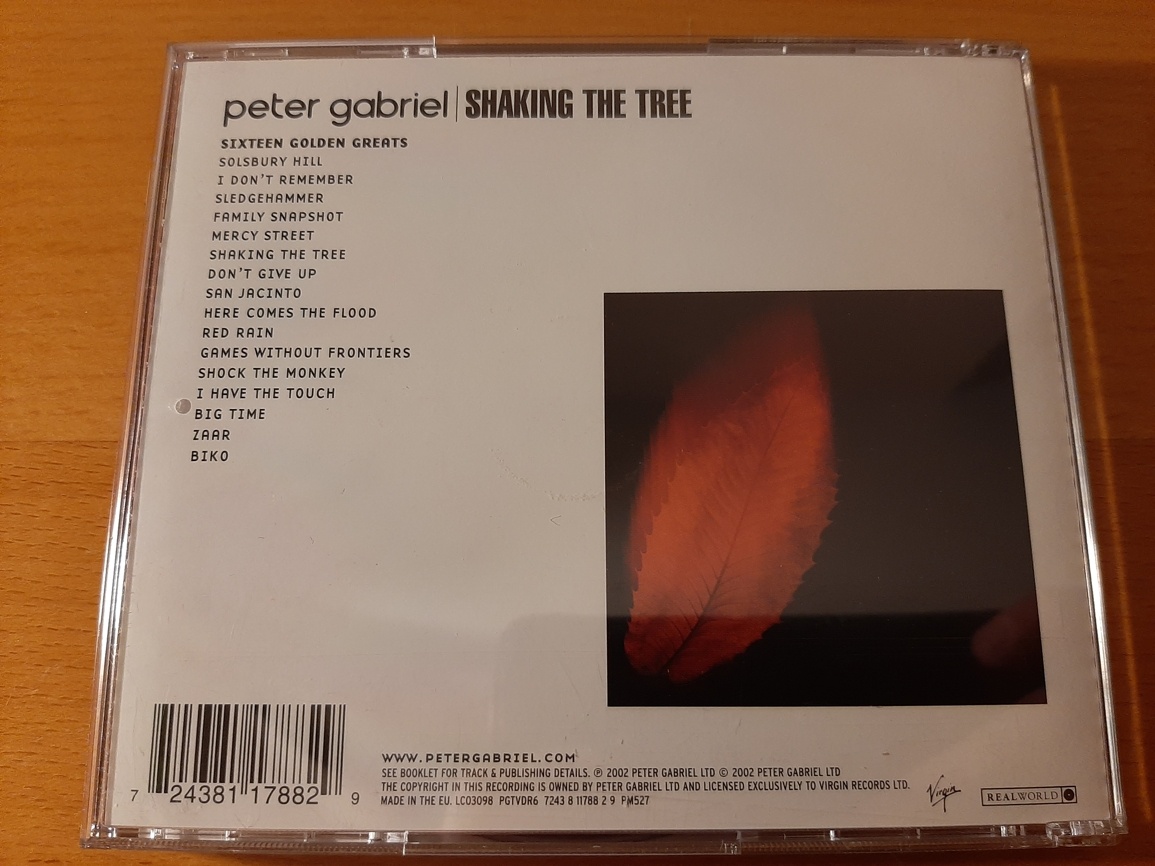 peter gabriel | SHAKING THE TREE
SIXTEEN GOLDEN GREATS
SOLSBURY HILL
I DON'T REMEMBER
SLEDGEHAMMER
FAMILY SNAPSHOT
MERCY STREET
SHAKING THE TREE
DON'T GIVE UP
SAN JACINTO
HERE COMES THE FLOOD
RED RAIN
GAMES WITHOUT FRONTIERS
SHOCK THE MONKEY
I HAVE THE TOUCH
BIG TIME
ZAAR
BIKO
7 24381 17882 9
WWW.PETERGABRIEL.COM
SEE BOOKLET FOR TRACK & PUBLISHING DETAILS. ℗ 2002 PETER GABRIEL LTD © 2002 PETER GABRIEL LTD
THE COPYRIGHT IN THIS RECORDING IS OWNED BY PETER GABRIEL LTD AND LICENSED EXCLUSIVELY TO VIRGIN RECORDS LTD.
MADE IN THE EU. LC03098 PGTVDR6 7243 8 11788 2 9 PM527
Virgin
REALWORLD